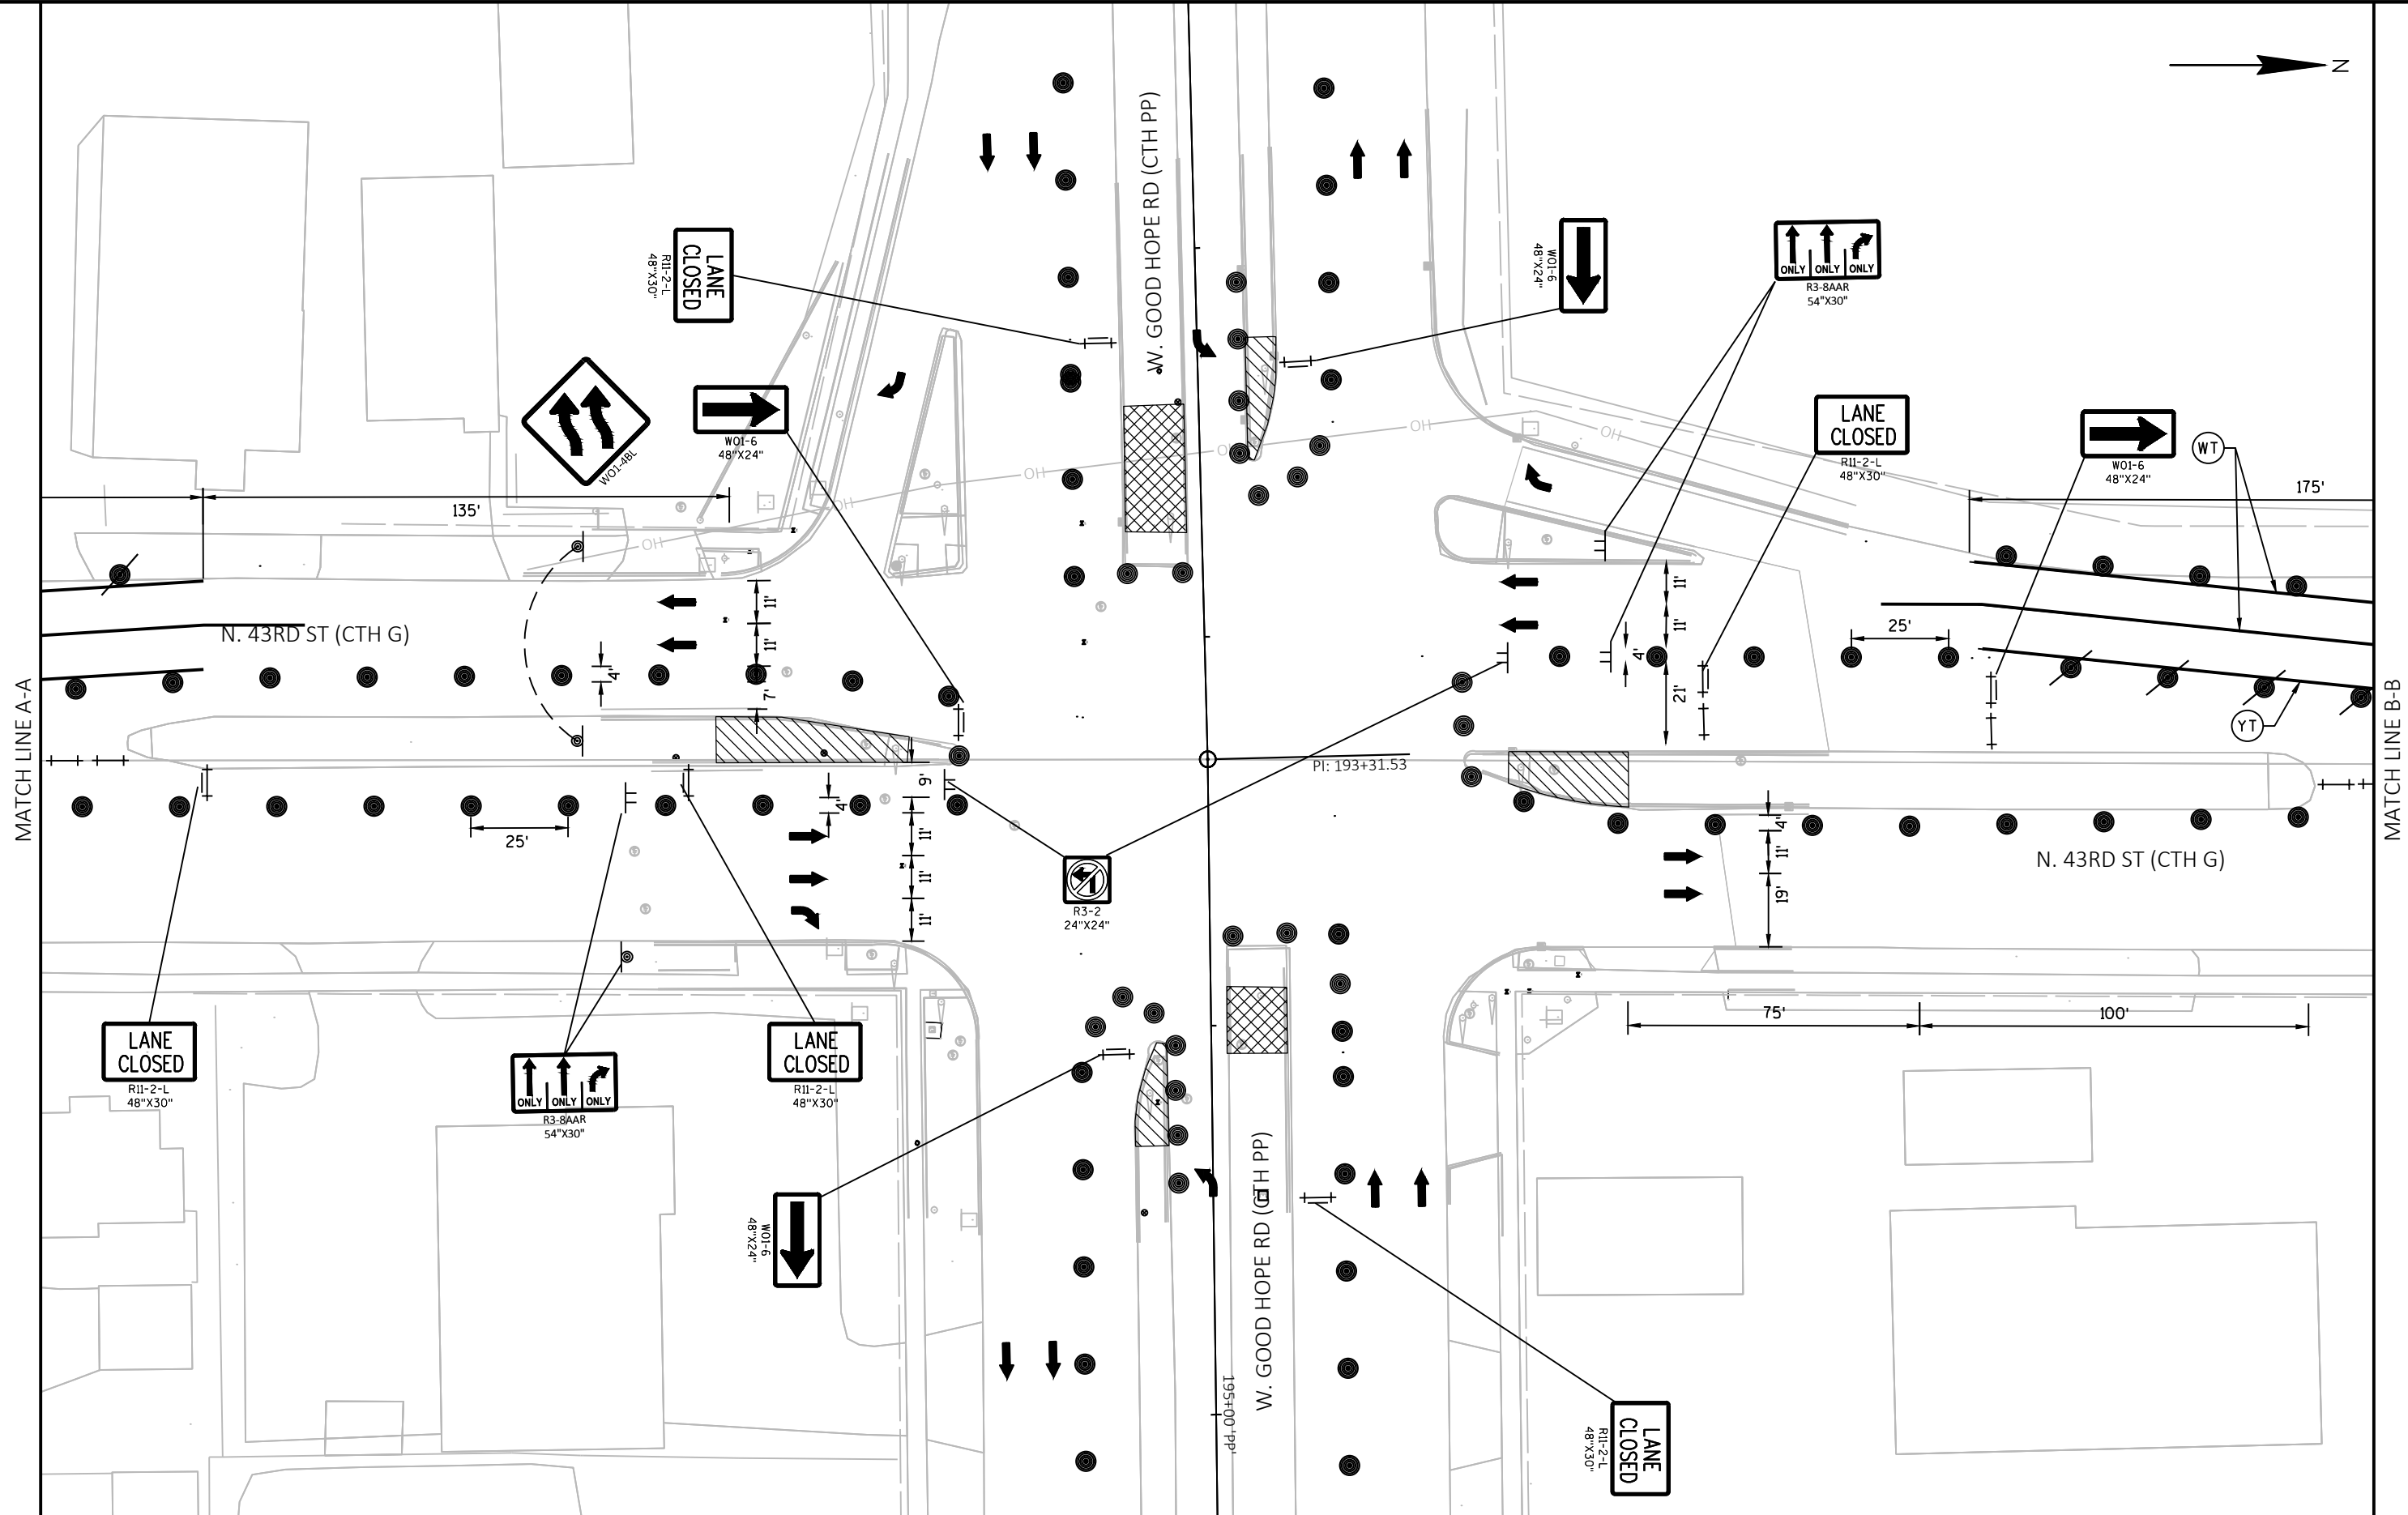 N
W. GOOD HOPE RD (CTH PP)
LANE
CLOSED
R11-2-L
48"X30"
W01-6
48"X24"
ONLY ONLY ONLY
R3-8AAR
54"X30"
W01-4BL
W01-6
48"X24"
LANE
CLOSED
R11-2-L
48"X30"
W01-6
48"X24"
WT
175'
135'
OH
OH
OH
OH
OH
11'
11'
4'
7'
N. 43RD ST (CTH G)
11'
11'
4'
21'
25'
YT
MATCH LINE A-A
MATCH LINE B-B
PI: 193+31.53
9'
4'
11'
11'
11'
25'
4'
11'
19'
N. 43RD ST (CTH G)
R3-2
24"X24"
75'
100'
LANE
CLOSED
R11-2-L
48"X30"
ONLY ONLY ONLY
R3-8AAR
54"X30"
LANE
CLOSED
R11-2-L
48"X30"
W01-6
48"X24"
W. GOOD HOPE RD (CTH PP)
195+00'PP'
LANE
CLOSED
R11-2-L
48"X30"